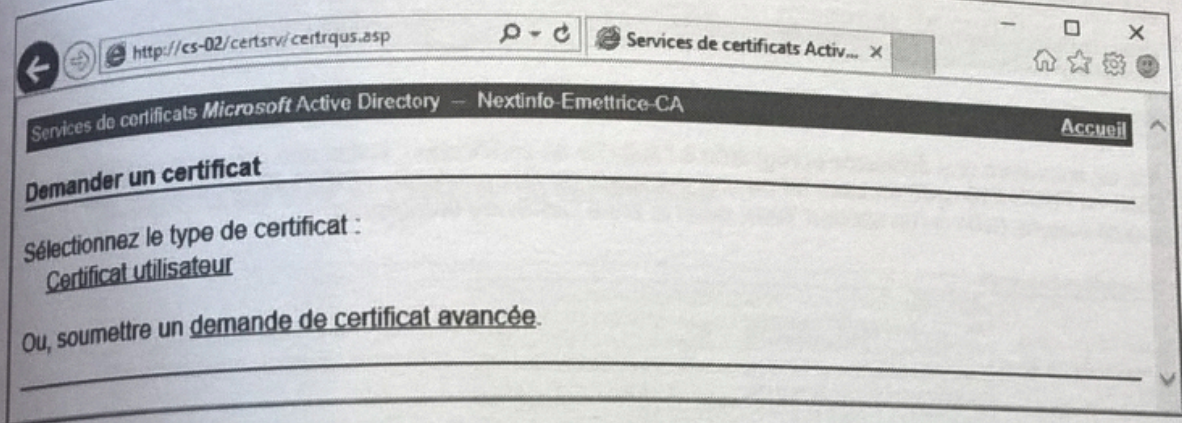 http://cs-02/certsrv/certrqus.asp
Services de certificats Activ...
Services de certificats Microsoft Active Directory — Nextinfo-Emettrice-CA
Accueil
Demander un certificat
Sélectionnez le type de certificat :
Certificat utilisateur
Ou, soumettre un demande de certificat avancée.